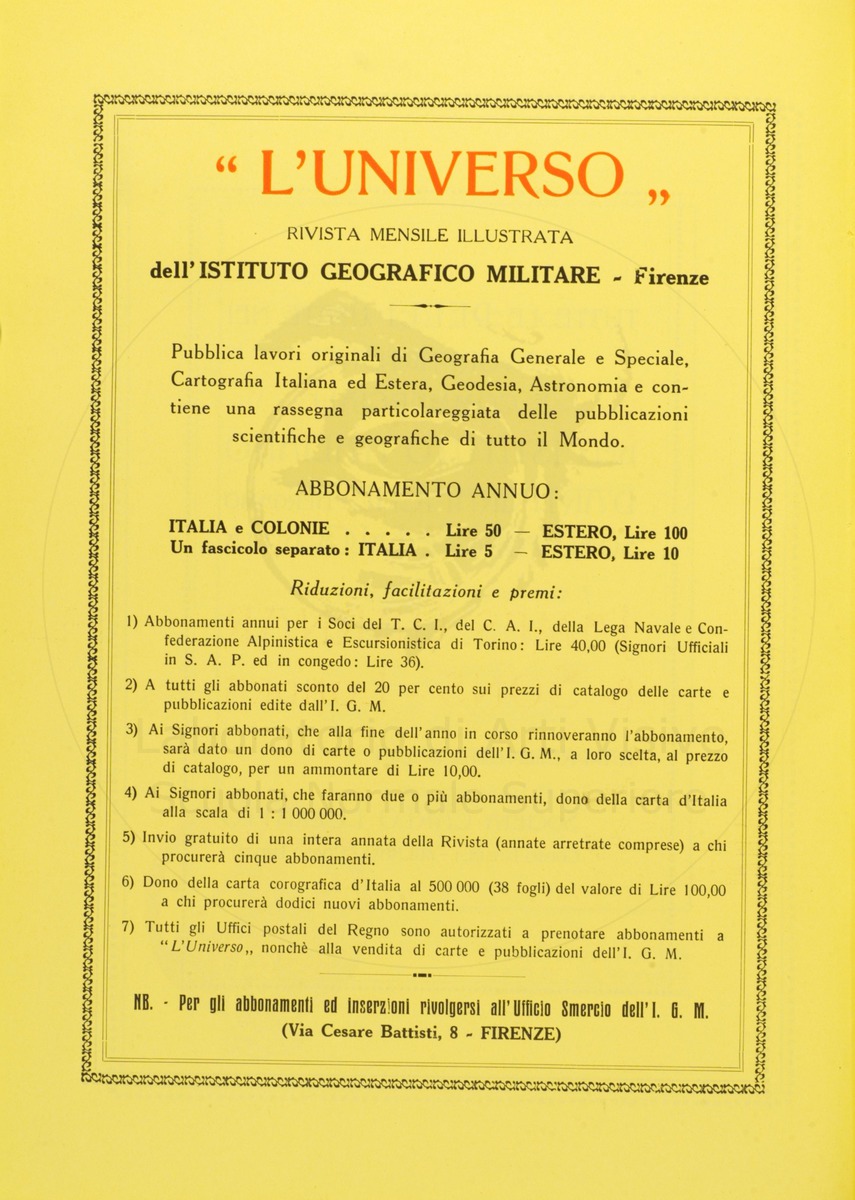 “ L'UNIVERSO „
RIVISTA MENSILE ILLUSTRATA
dell'ISTITUTO GEOGRAFICO MILITARE - Firenze
Pubblica lavori originali di Geografia Generale e Speciale,
Cartografia Italiana ed Estera, Geodesia, Astronomia e con-
tiene una rassegna particolareggiata delle pubblicazioni
scientifiche e geografiche di tutto il Mondo.
ABBONAMENTO ANNUO:
ITALIA e COLONIE . . . . . Lire 50 — ESTERO, Lire 100
Un fascicolo separato: ITALIA . Lire 5 — ESTERO, Lire 10
Riduzioni, facilitazioni e premi:
1) Abbonamenti annui per i Soci del T. C. I., del C. A. I., della Lega Navale e Con-
federazione Alpinistica e Escursionistica di Torino: Lire 40,00 (Signori Ufficiali
in S. A. P. ed in congedo: Lire 36).
2) A tutti gli abbonati sconto del 20 per cento sui prezzi di catalogo delle carte e
pubblicazioni edite dall'I. G. M.
3) Ai Signori abbonati, che alla fine dell'anno in corso rinnoveranno l'abbonamento,
sarà dato un dono di carte o pubblicazioni dell'I. G. M., a loro scelta, al prezzo
di catalogo, per un ammontare di Lire 10,00.
4) Ai Signori abbonati, che faranno due o più abbonamenti, dono della carta d'Italia
alla scala di 1 : 1 000 000.
5) Invio gratuito di una intera annata della Rivista (annate arretrate comprese) a chi
procurerà cinque abbonamenti.
6) Dono della carta corografica d'Italia al 500 000 (38 fogli) del valore di Lire 100,00
a chi procurerà dodici nuovi abbonamenti.
7) Tutti gli Uffici postali del Regno sono autorizzati a prenotare abbonamenti a
“L'Universo„ nonchè alla vendita di carte e pubblicazioni dell'I. G. M.
NB. - Per gli abbonamenti ed inserzioni rivolgersi all'Ufficio Smercio dell'I. G. M.
(Via Cesare Battisti, 8 - FIRENZE)